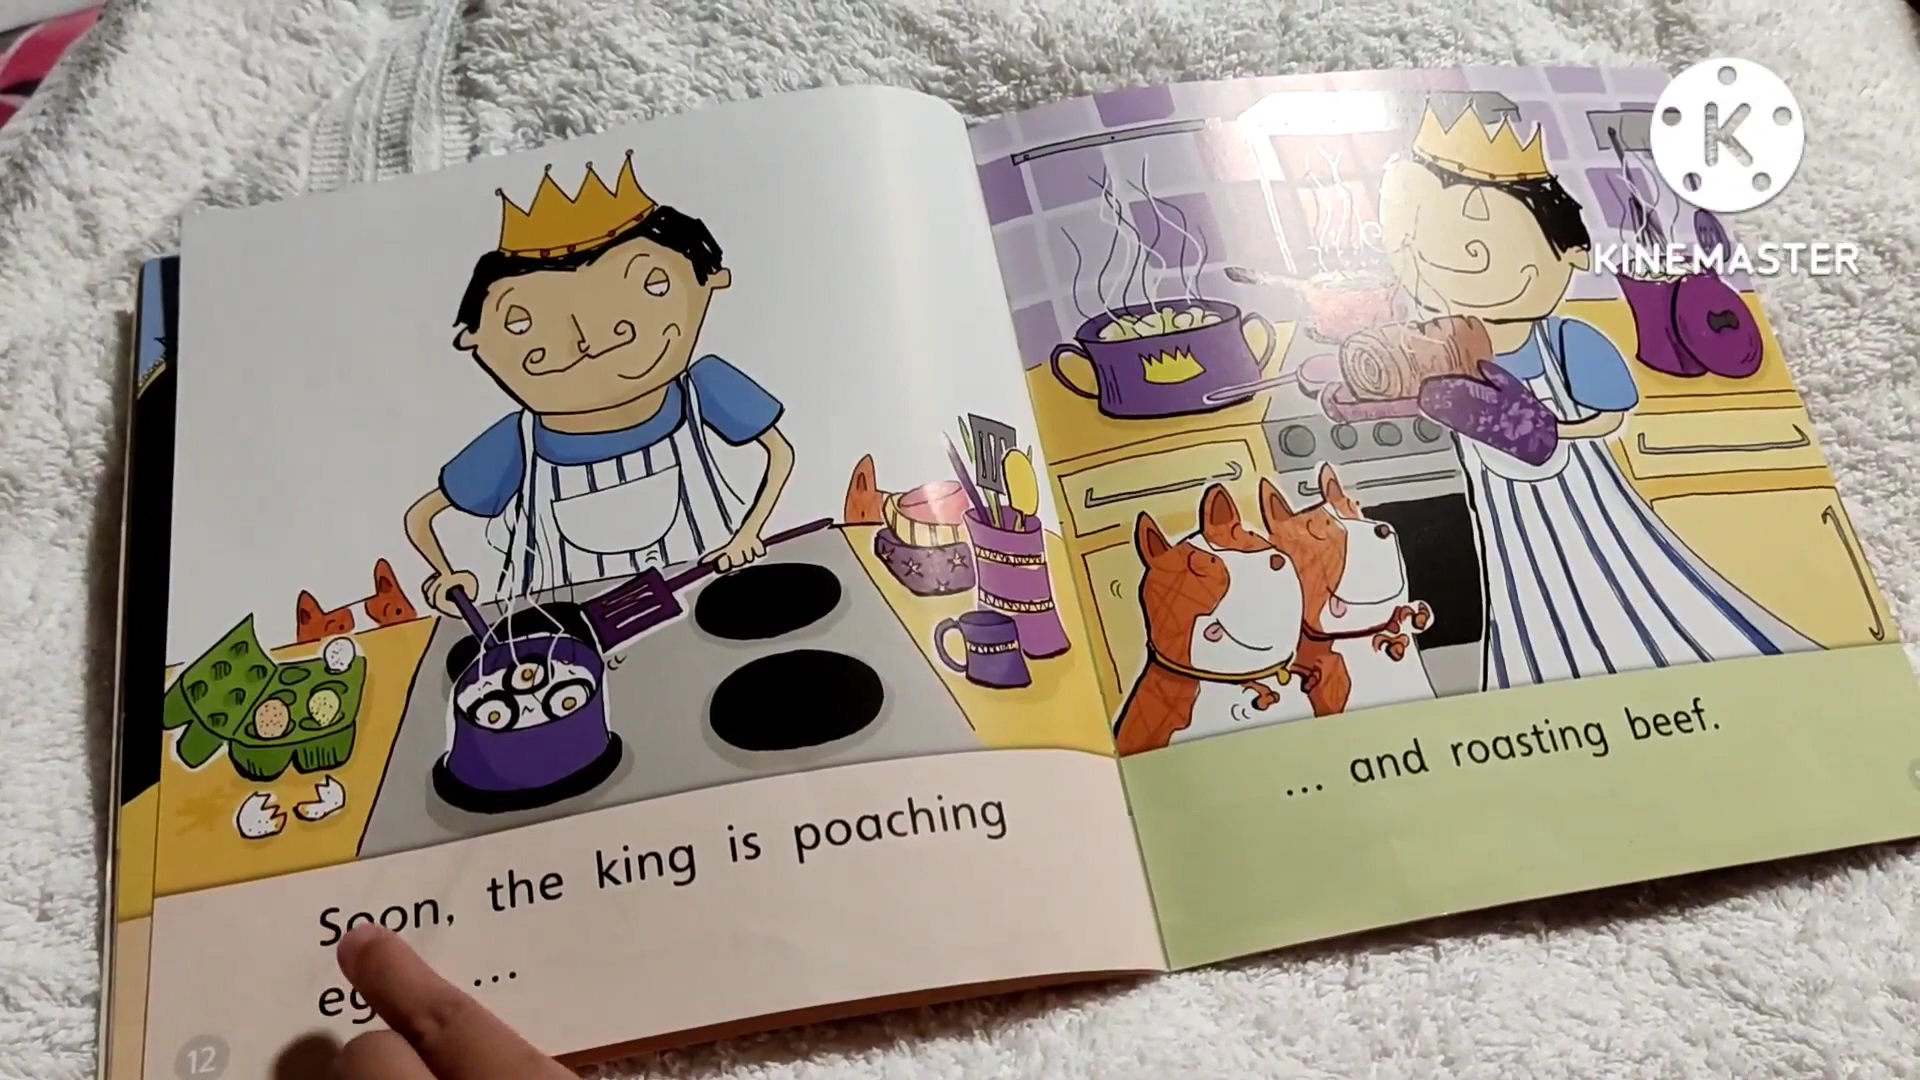 Soon, the king is poaching
...
12
... and roasting beef.
K
KINEMASTER